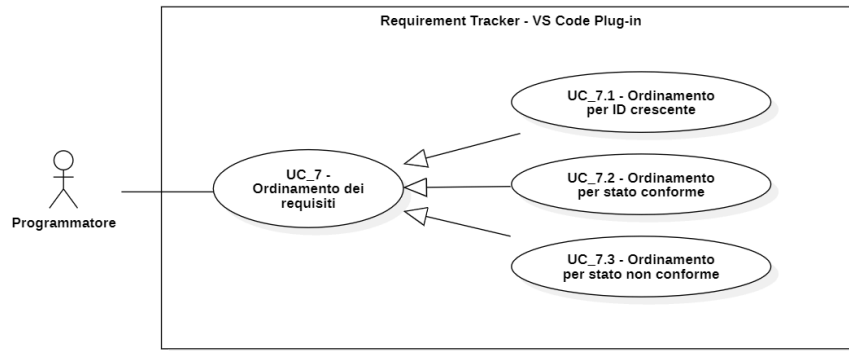 Requirement Tracker - VS Code Plug-in
UC_7.1 - Ordinamento
per ID crescente
UC_7 -
Ordinamento dei
requisiti
UC_7.2 - Ordinamento
per stato conforme
Programmatore
UC_7.3 - Ordinamento
per stato non conforme